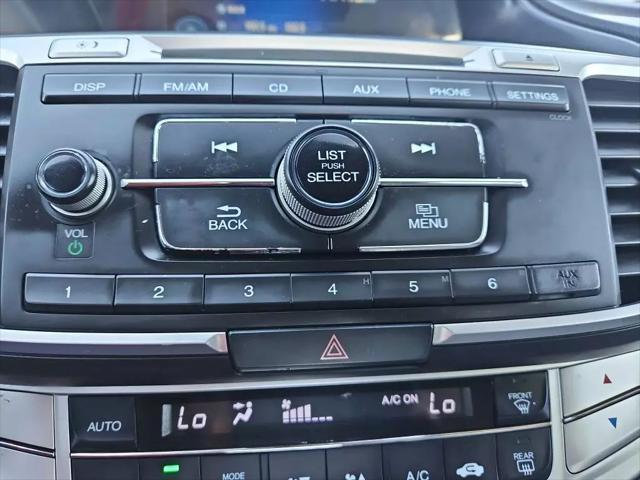 DISP FM/AM CD AUX PHONE SETTINGS
CLOCK
LIST
PUSH
SELECT
VOL
BACK MENU
1 2 3 4 H 5 M 6 AUX
Lo A/C ON Lo
AUTO FRONT
MODE A/C REAR